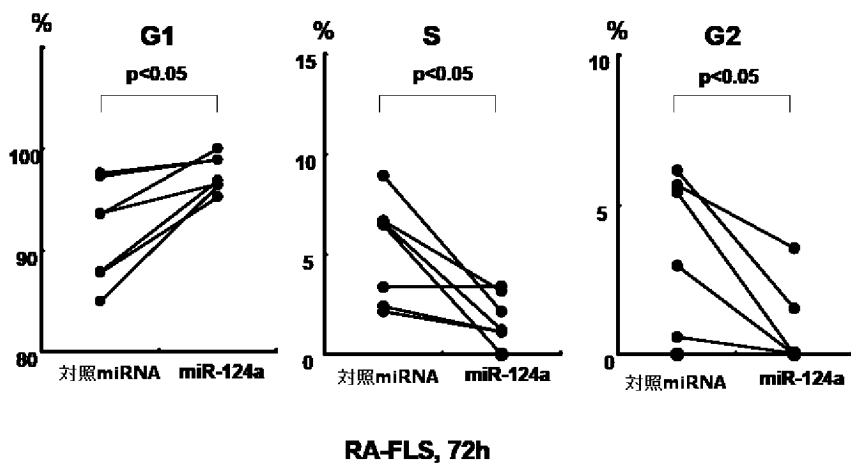 G1
%
p<0.05
100
90
80
対照miRNA miR-124a
S
%
15
p<0.05
10
5
0
対照miRNA miR-124a
G2
%
10
p<0.05
5
0
対照miRNA miR-124a
RA-FLS, 72h